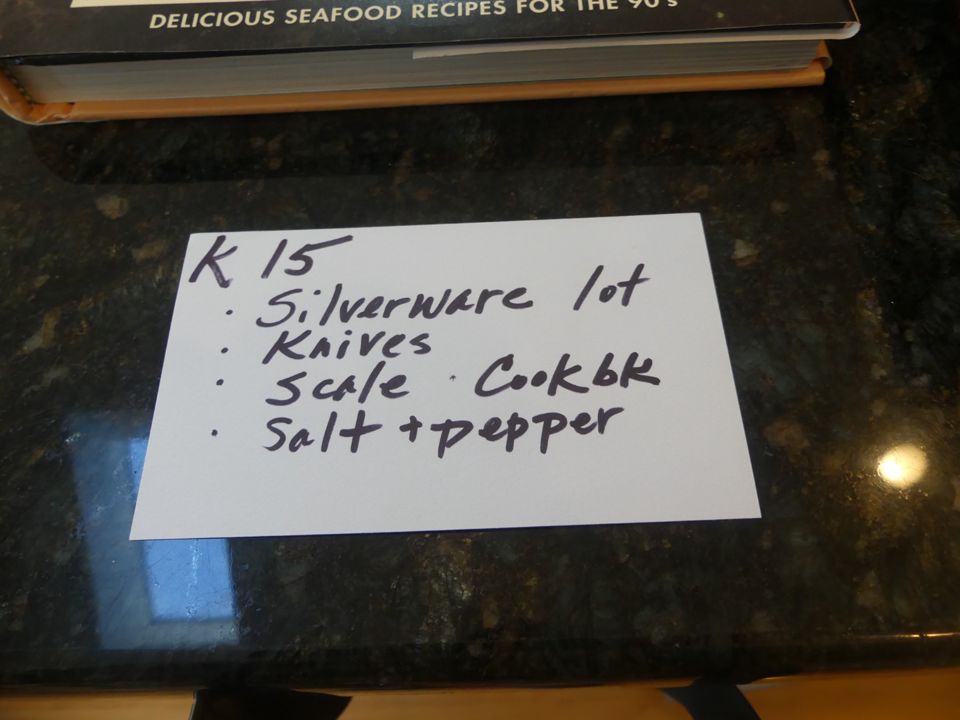 DELICIOUS SEAFOOD RECIPES FOR THE 90's
K 15
· Silverware lot
· Knives
· Scale · Cookbk
· Salt + pepper